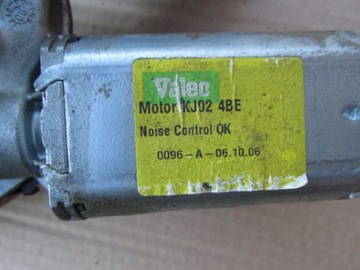 Valeo
Motor KJ02 4BE
Noise Control OK
0096-A-06.10.06